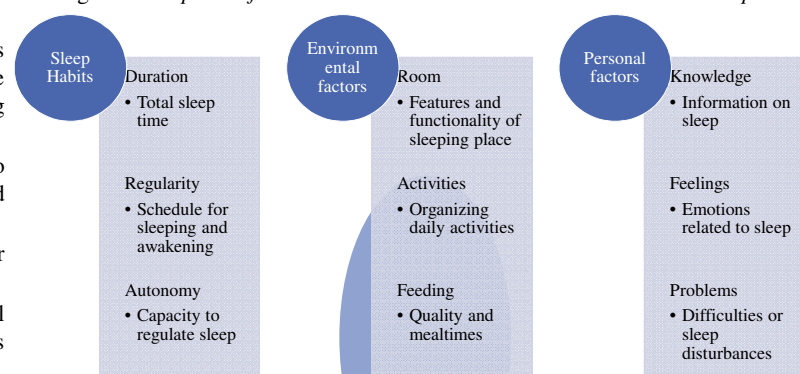 Sleep
Habits
Duration
• Total sleep
time
Regularity
• Schedule for
sleeping and
awakening
Autonomy
• Capacity to
regulate sleep
Environm
ental
factors
Room
• Features and
functionality of
sleeping place
Activities
• Organizing
daily activities
Feeding
• Quality and
mealtimes
Personal
factors
Knowledge
• Information on
sleep
Feelings
• Emotions
related to sleep
Problems
• Difficulties or
sleep
disturbances